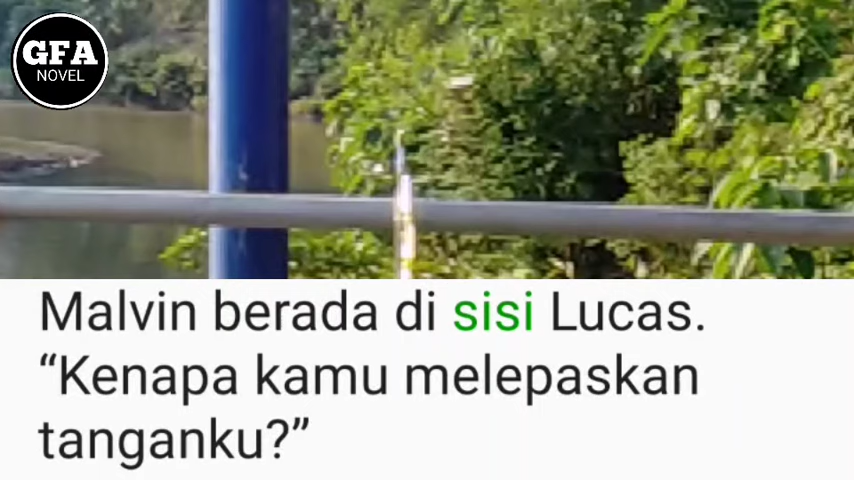 GFA
NOVEL
Malvin berada di sisi Lucas.
“Kenapa kamu melepaskan
tanganku?”